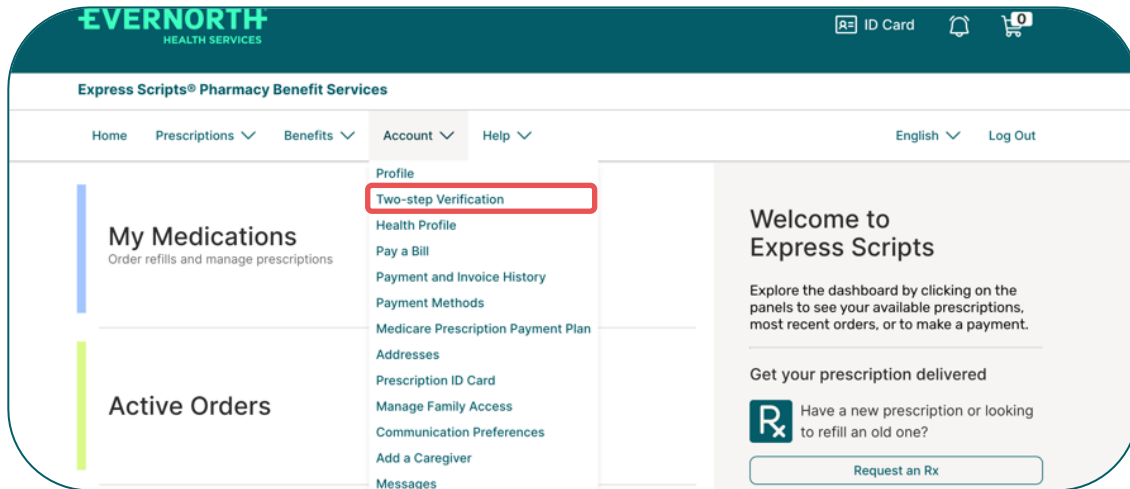 EVERNORTH
HEALTH SERVICES
ID Card
0
Express Scripts® Pharmacy Benefit Services
Home Prescriptions Benefits Account Help English Log Out
Profile
Two-step Verification
Health Profile
Pay a Bill
Payment and Invoice History
Payment Methods
Medicare Prescription Payment Plan
Addresses
Prescription ID Card
Manage Family Access
Communication Preferences
Add a Caregiver
Messages
My Medications
Order refills and manage prescriptions
Active Orders
Welcome to
Express Scripts
Explore the dashboard by clicking on the
panels to see your available prescriptions,
most recent orders, or to make a payment.
Get your prescription delivered
Rx
Have a new prescription or looking
to refill an old one?
Request an Rx